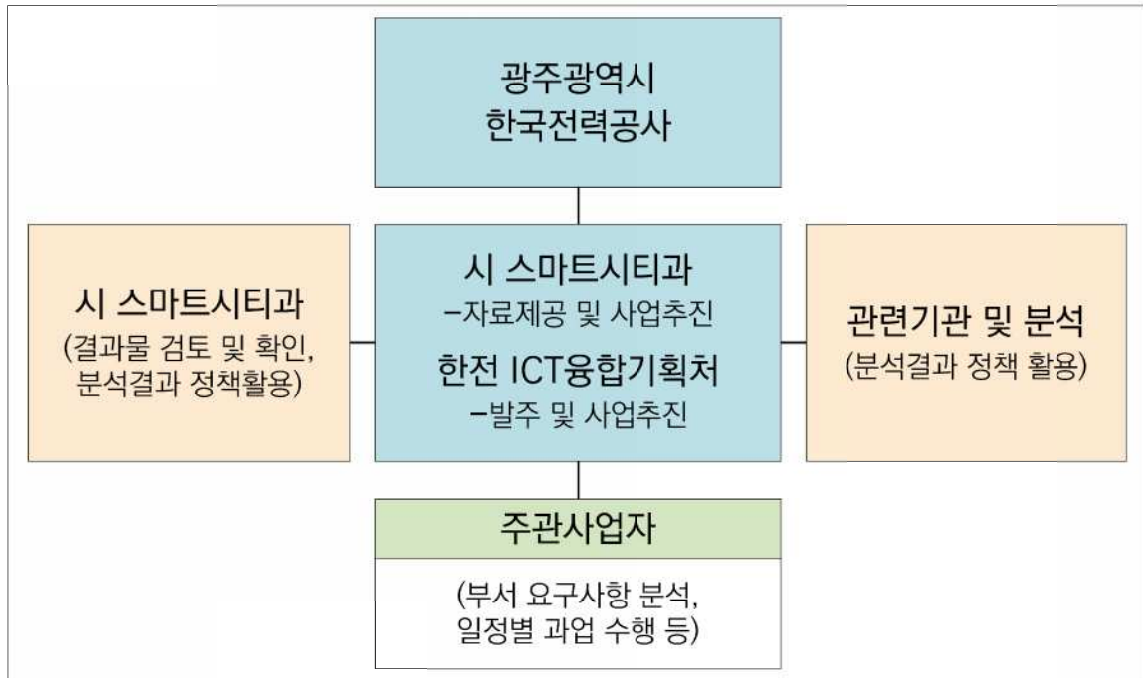 광주광역시
한국전력공사
시 스마트시티과
(결과물 검토 및 확인,
분석결과 정책활용)
시 스마트시티과
–자료제공 및 사업추진
한전 ICT융합기획처
–발주 및 사업추진
관련기관 및 분석
(분석결과 정책 활용)
주관사업자
(부서 요구사항 분석,
일정별 과업 수행 등)